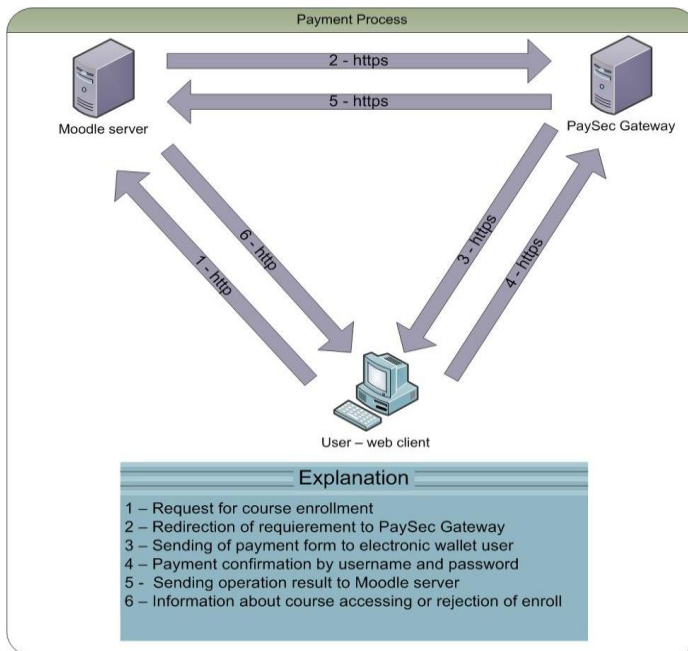 Payment Process
2 - https
5 - https
Moodle server
PaySec Gateway
1 - http
6 - http
3 - https
4 - https
User – web client
Explanation
1 – Request for course enrollment
2 – Redirection of requierement to PaySec Gateway
3 – Sending of payment form to electronic wallet user
4 – Payment confirmation by username and password
5 - Sending operation result to Moodle server
6 – Information about course accessing or rejection of enroll